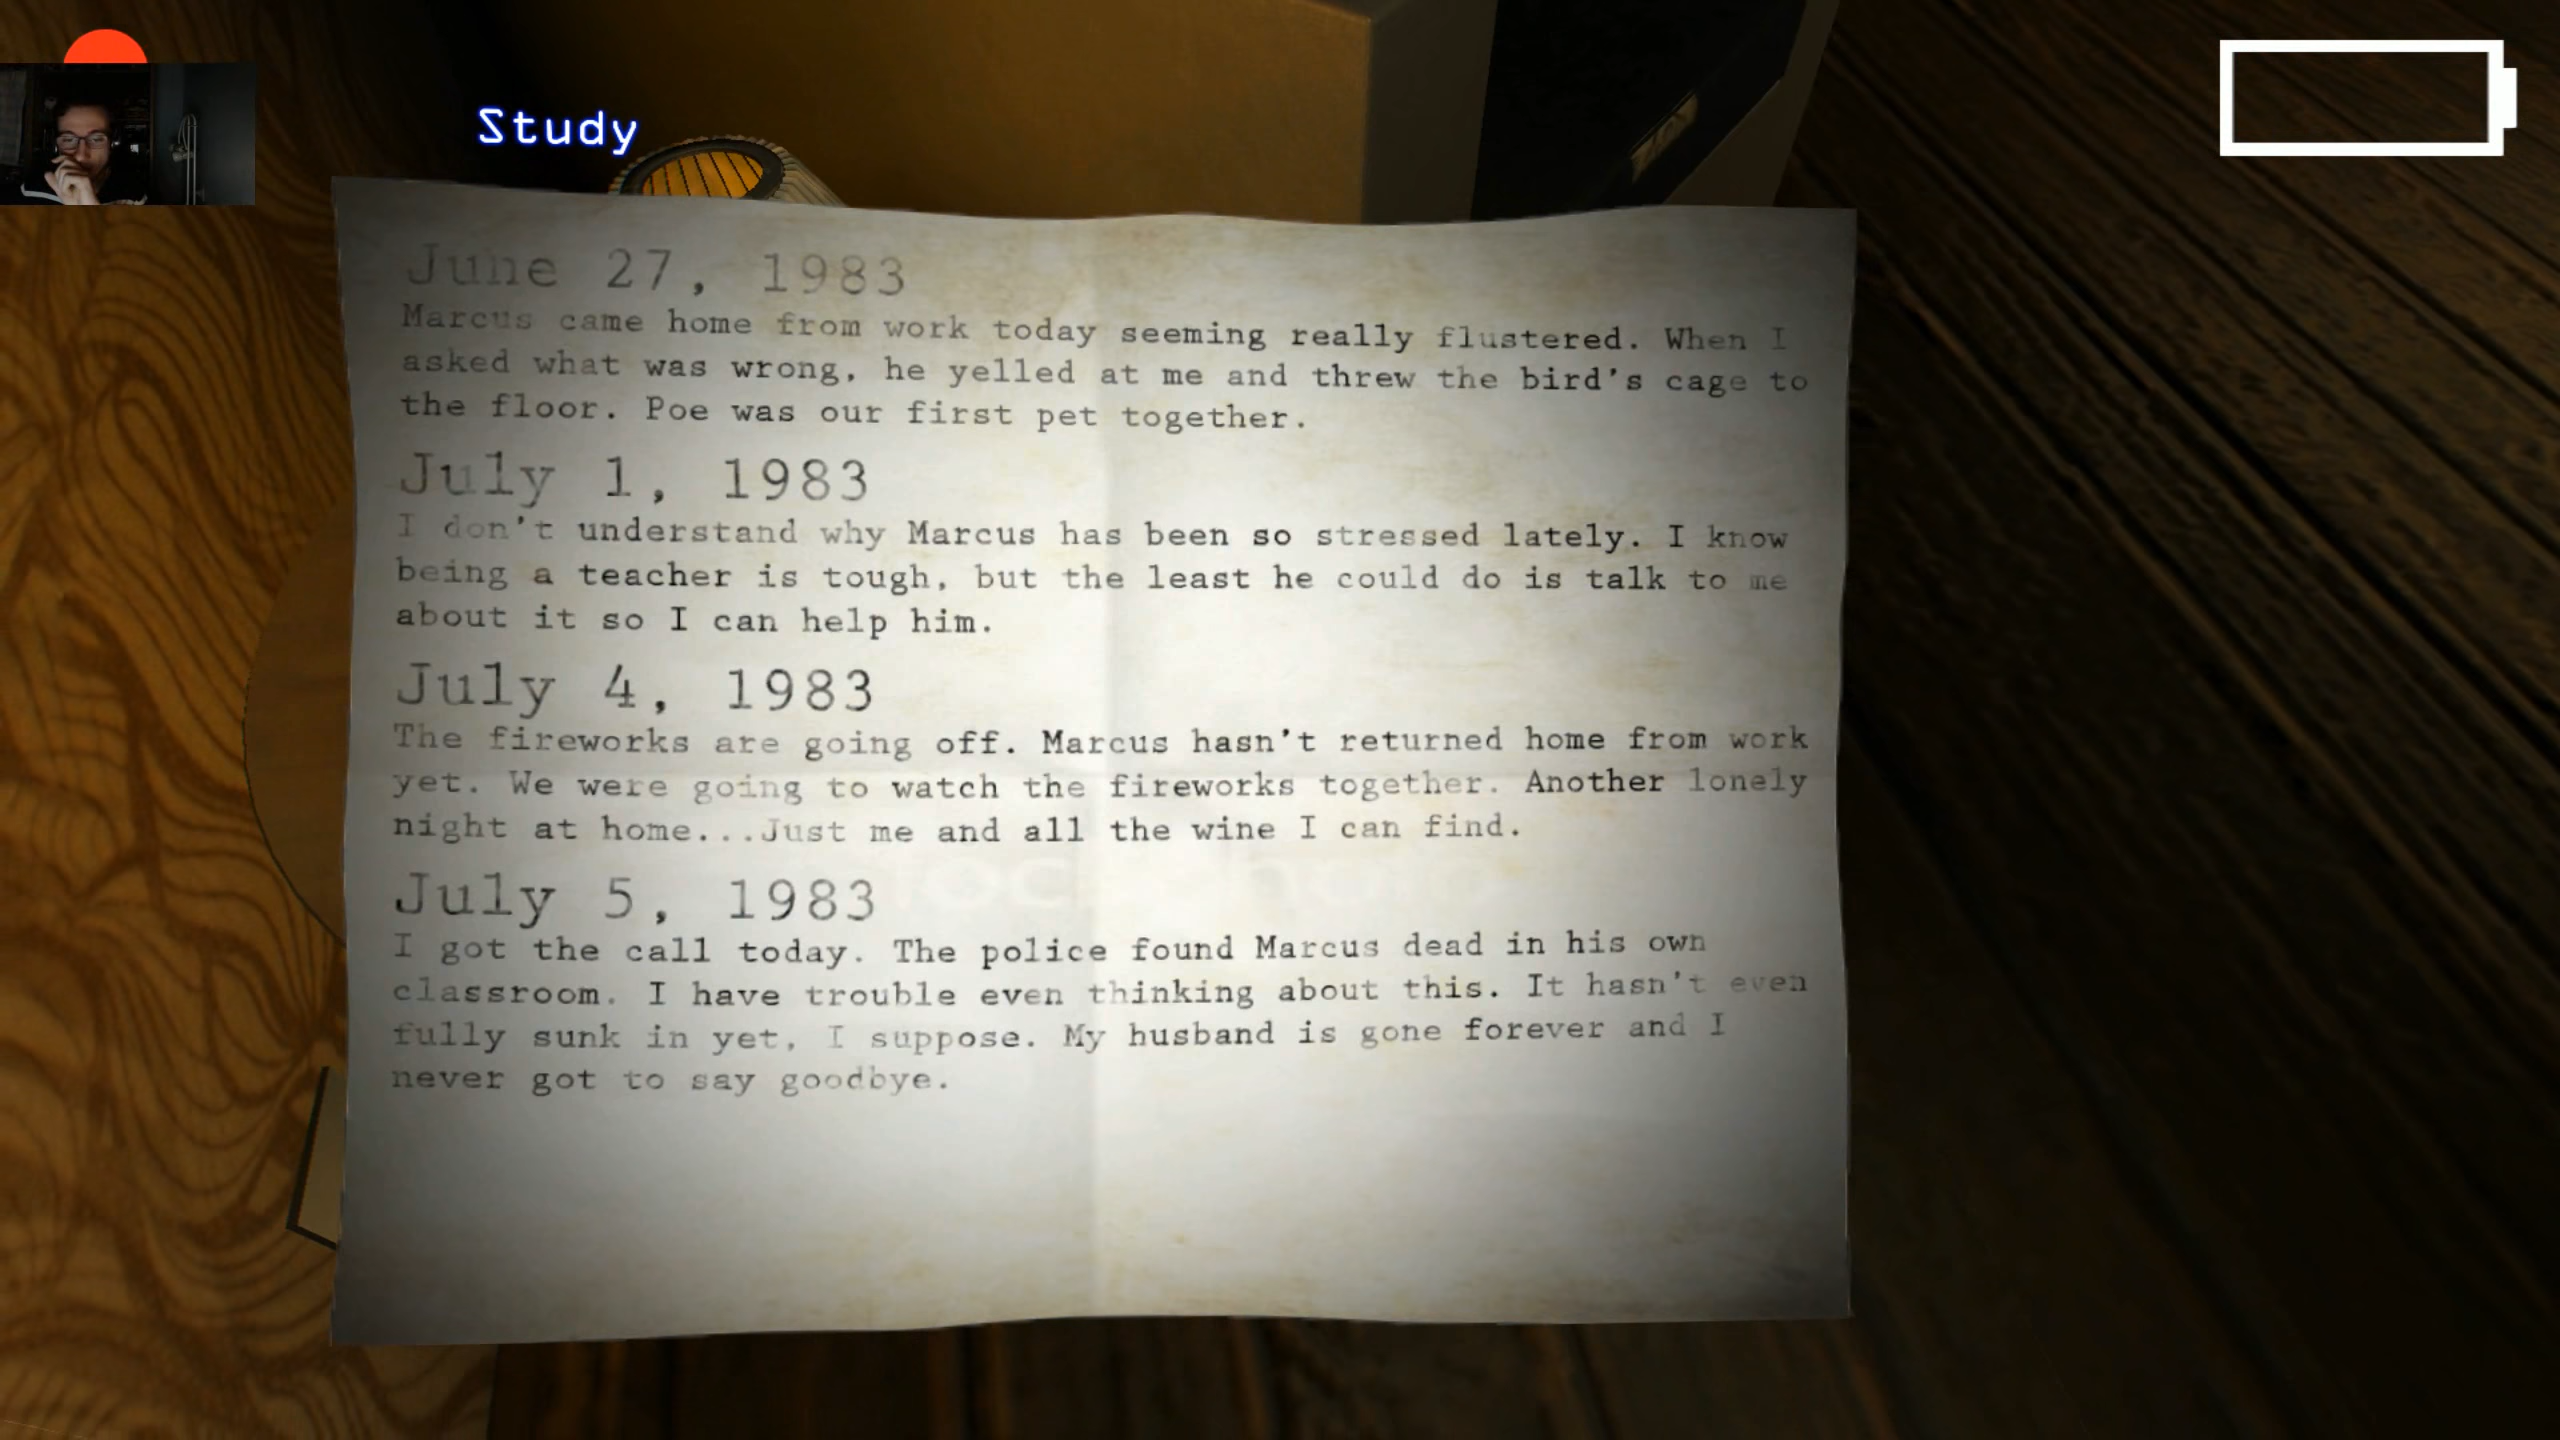 Study
June 27, 1983
Marcus came home from work today seeming really flustered. When I
asked what was wrong, he yelled at me and threw the bird's cage to
the floor. Poe was our first pet together.
July 1, 1983
I don't understand why Marcus has been so stressed lately. I know
being a teacher is tough, but the least he could do is talk to me
about it so I can help him.
July 4, 1983
The fireworks are going off. Marcus hasn't returned home from work
yet. We were going to watch the fireworks together. Another lonely
night at home...Just me and all the wine I can find.
July 5, 1983
I got the call today. The police found Marcus dead in his own
classroom. I have trouble even thinking about this. It hasn't even
fully sunk in yet, I suppose. My husband is gone forever and I
never got to say goodbye.